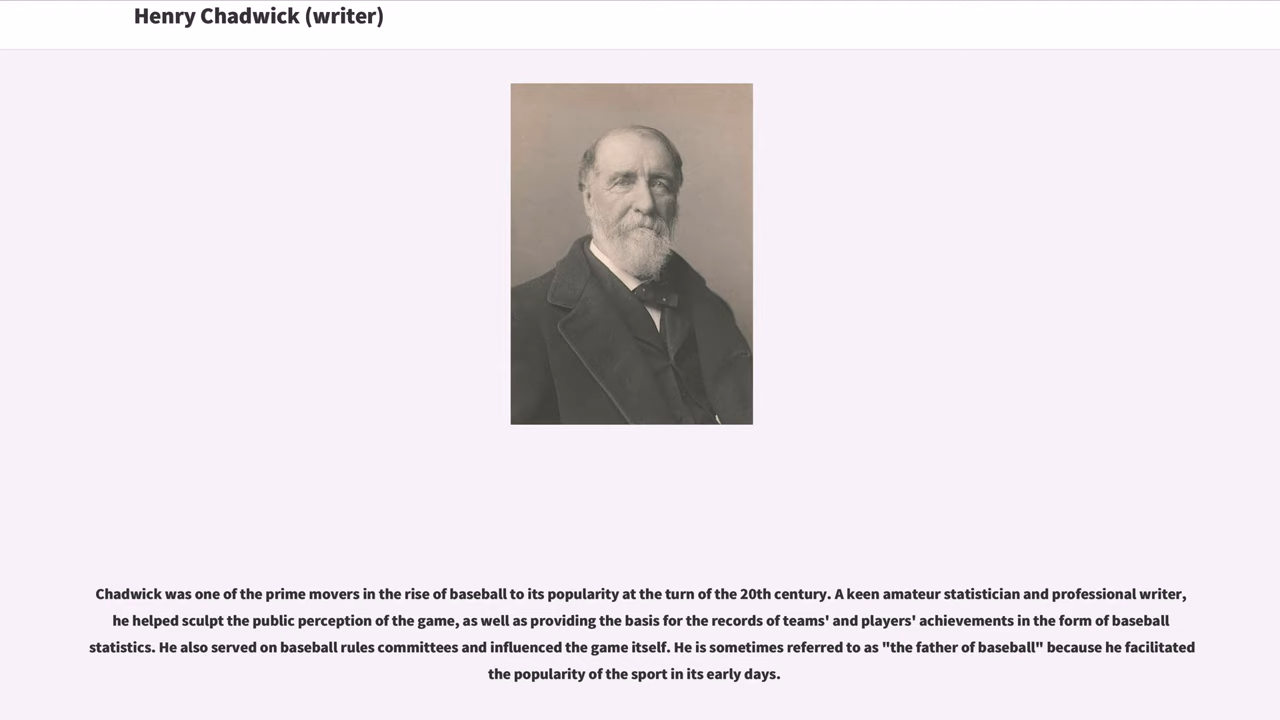 Henry Chadwick (writer)
Chadwick was one of the prime movers in the rise of baseball to its popularity at the turn of the 20th century. A keen amateur statistician and professional writer,
he helped sculpt the public perception of the game, as well as providing the basis for the records of teams' and players' achievements in the form of baseball
statistics. He also served on baseball rules committees and influenced the game itself. He is sometimes referred to as "the father of baseball" because he facilitated
the popularity of the sport in its early days.